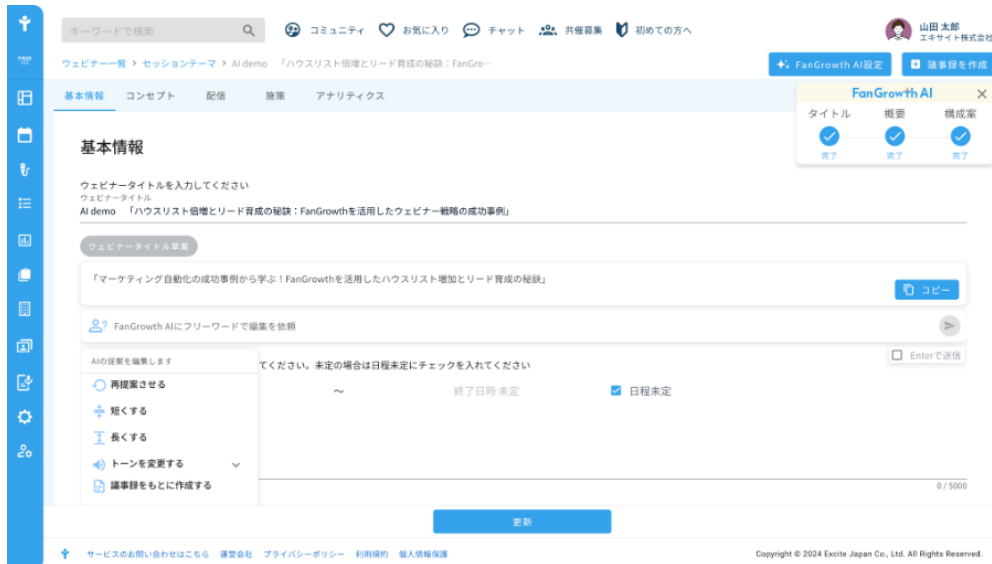 キーワードで検索
コミュニティ
お気に入り
チャット
共催募集
初めての方へ
山田 太郎
エキサイト株式会社
ウェビナー一覧 › セッションテーマ › AI demo 「ハウスリスト倍増とリード育成の秘訣：FanGro…
FanGrowth AI設定
議事録を作成
基本情報 コンセプト 配信 施策 アナリティクス
FanGrowth AI
タイトル 概要 構成案
完了 完了 完了
基本情報
ウェビナータイトルを入力してください
ウェビナータイトル
AI demo 「ハウスリスト倍増とリード育成の秘訣：FanGrowthを活用したウェビナー戦略の成功事例」
ウェビナータイトル草案
「マーケティング自動化の成功事例から学ぶ！FanGrowthを活用したハウスリスト増加とリード育成の秘訣」
コピー
FanGrowth AIにフリーワードで編集を依頼
Enterで送信
AIの提案を編集します
てください。未定の場合は日程未定にチェックを入れてください
再提案させる
〜 終了日時 未定 日程未定
短くする
長くする
トーンを変更する
議事録をもとに作成する
0 / 5000
更新
サービスのお問い合わせはこちら 運営会社 プライバシーポリシー 利用規約 個人情報保護
Copyright © 2024 Excite Japan Co., Ltd. All Rights Reserved.